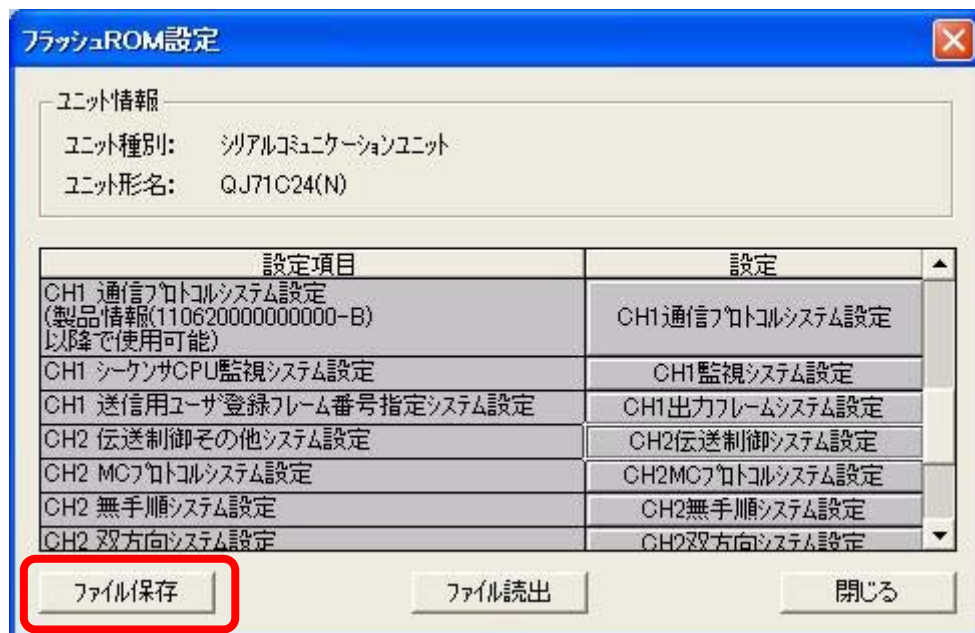 フラッシュROM設定
ユニット情報
ユニット種別: シリアルコミュニケーションユニット
ユニット形名: QJ71C24(N)
設定項目 設定
CH1 通信プロトコルシステム設定
(製品情報(110620000000000-B)
以降で使用可能)
CH1通信プロトコルシステム設定
CH1 シーケンサCPU監視システム設定 CH1監視システム設定
CH1 送信用ユーザ登録フレーム番号指定システム設定 CH1出力フレームシステム設定
CH2 伝送制御その他システム設定 CH2伝送制御システム設定
CH2 MCプロトコルシステム設定 CH2MCプロトコルシステム設定
CH2 無手順システム設定 CH2無手順システム設定
CH2 双方向システム設定 CH2双方向システム設定
ファイル保存 ファイル読出 閉じる